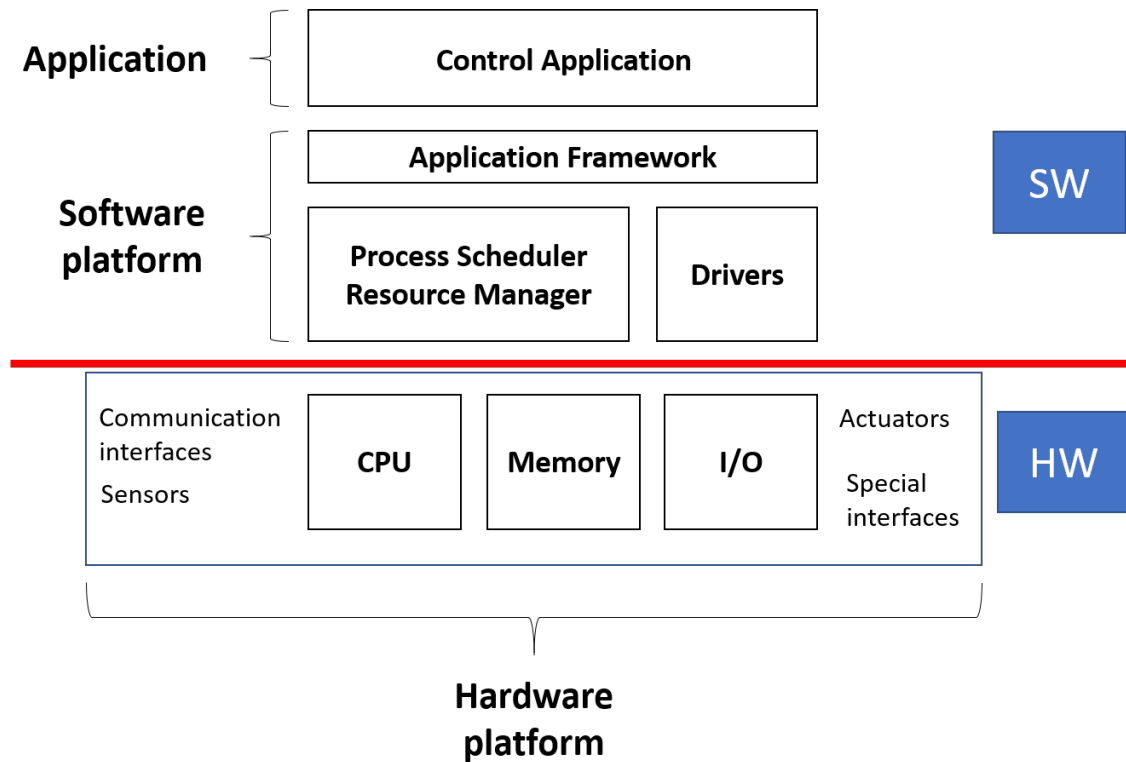 Application
Control Application
Application Framework
SW
Software
platform
Process Scheduler
Resource Manager
Drivers
Communication
interfaces
Sensors
CPU
Memory
I/O
Actuators
Special
interfaces
HW
Hardware
platform